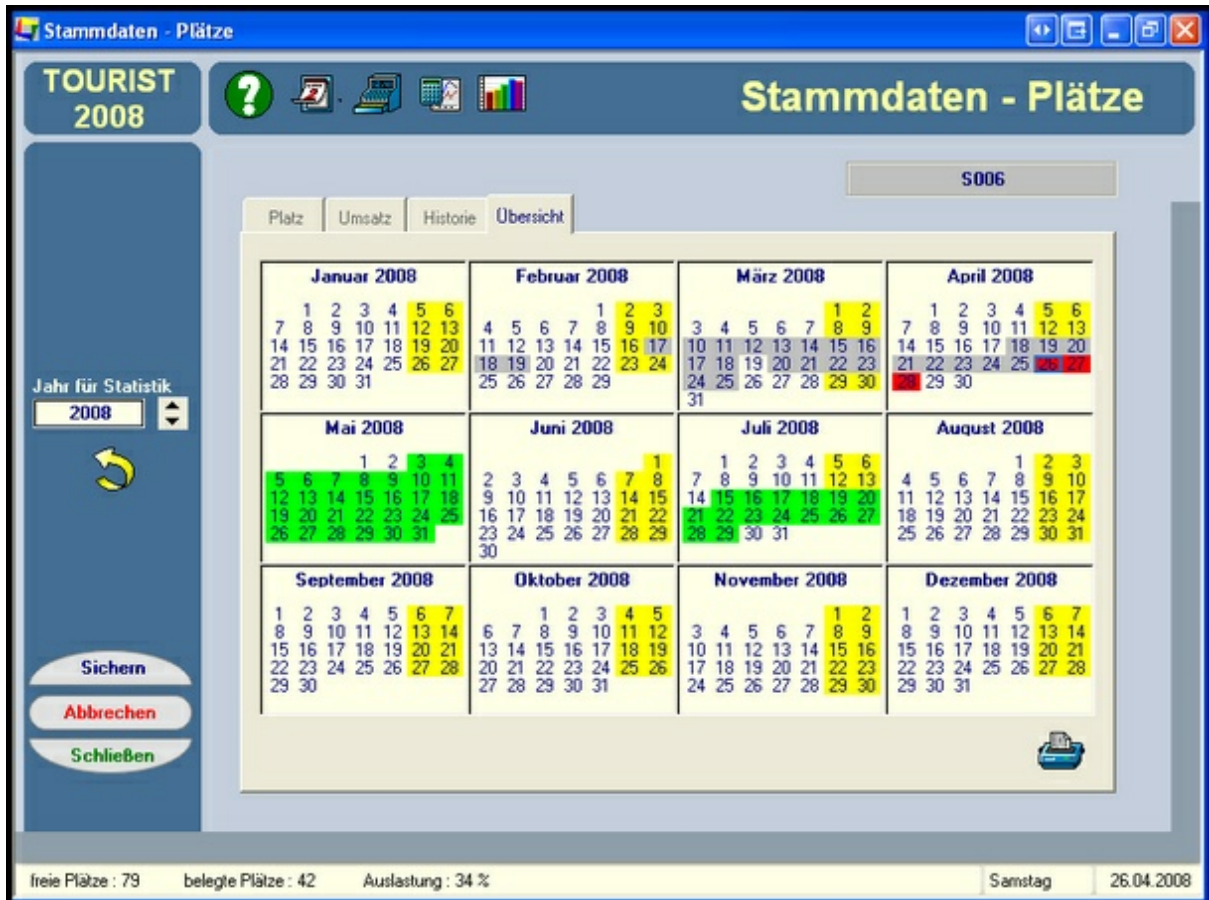 Stammdaten - Plätze
TOURIST
2008
Stammdaten - Plätze
S006
Platz Umsatz Historie Übersicht
Jahr für Statistik
2008
Januar 2008
1 2 3 4 5 6
7 8 9 10 11 12 13
14 15 16 17 18 19 20
21 22 23 24 25 26 27
28 29 30 31
Februar 2008
1 2 3
4 5 6 7 8 9 10
11 12 13 14 15 16 17
18 19 20 21 22 23 24
25 26 27 28 29
März 2008
1 2
3 4 5 6 7 8 9
10 11 12 13 14 15 16
17 18 19 20 21 22 23
24 25 26 27 28 29 30
31
April 2008
1 2 3 4 5 6
7 8 9 10 11 12 13
14 15 16 17 18 19 20
21 22 23 24 25 26 27
28 29 30
Mai 2008
1 2 3 4
5 6 7 8 9 10 11
12 13 14 15 16 17 18
19 20 21 22 23 24 25
26 27 28 29 30 31
Juni 2008
1
2 3 4 5 6 7 8
9 10 11 12 13 14 15
16 17 18 19 20 21 22
23 24 25 26 27 28 29
30
Juli 2008
1 2 3 4 5 6
7 8 9 10 11 12 13
14 15 16 17 18 19 20
21 22 23 24 25 26 27
28 29 30 31
August 2008
1 2 3
4 5 6 7 8 9 10
11 12 13 14 15 16 17
18 19 20 21 22 23 24
25 26 27 28 29 30 31
September 2008
1 2 3 4 5 6 7
8 9 10 11 12 13 14
15 16 17 18 19 20 21
22 23 24 25 26 27 28
29 30
Oktober 2008
1 2 3 4 5
6 7 8 9 10 11 12
13 14 15 16 17 18 19
20 21 22 23 24 25 26
27 28 29 30 31
November 2008
1 2
3 4 5 6 7 8 9
10 11 12 13 14 15 16
17 18 19 20 21 22 23
24 25 26 27 28 29 30
Dezember 2008
1 2 3 4 5 6 7
8 9 10 11 12 13 14
15 16 17 18 19 20 21
22 23 24 25 26 27 28
29 30 31
Sichern
Abbrechen
Schließen
freie Plätze : 79 belegte Plätze : 42 Auslastung : 34 % Samstag 26.04.2008